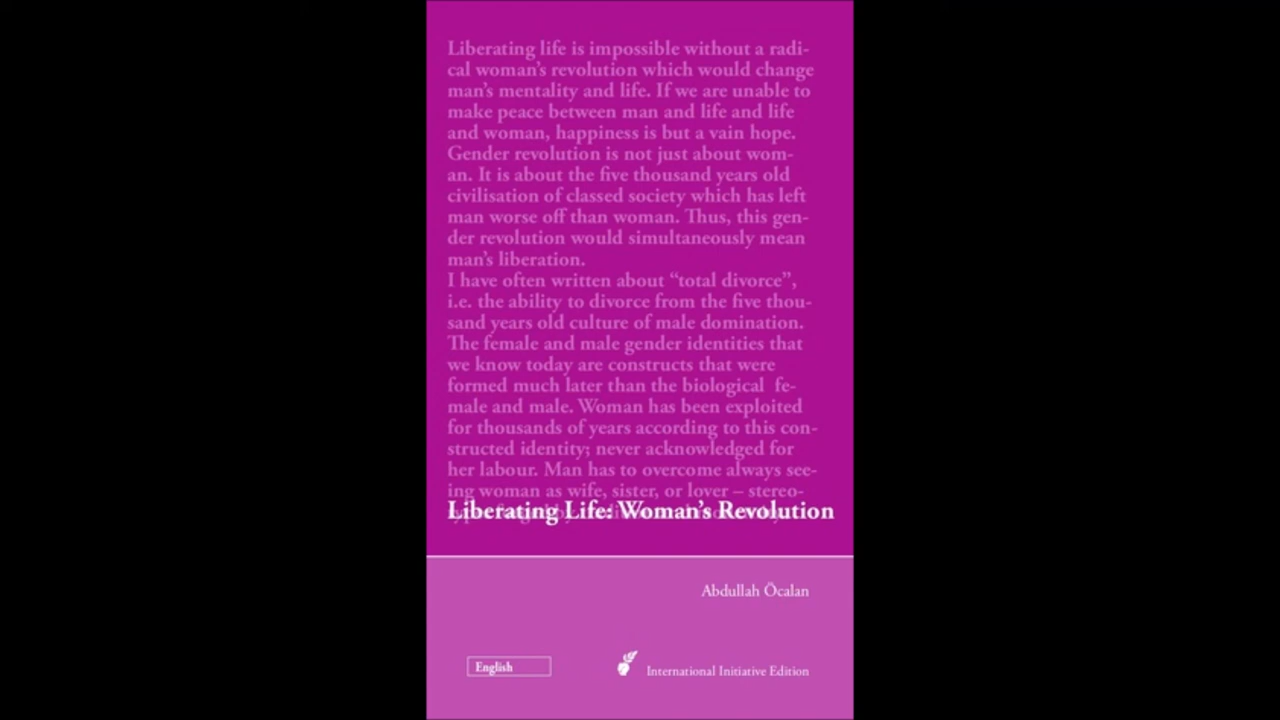 Liberating life is impossible without a radi-
cal woman's revolution which would change
man's mentality and life. If we are unable to
make peace between man and life and life
and woman, happiness is but a vain hope.
Gender revolution is not just about wom-
an. It is about the five thousand years old
civilisation of classed society which has left
man worse off than woman. Thus, this gen-
der revolution would simultaneously mean
man's liberation.
I have often written about “total divorce”,
i.e. the ability to divorce from the five thou-
sand years old culture of male domination.
The female and male gender identities that
we know today are constructs that were
formed much later than the biological fe-
male and male. Woman has been exploited
for thousands of years according to this con-
structed identity; never acknowledged for
her labour. Man has to overcome always see-
ing woman as wife, sister, or lover – stereo-
Liberating Life: Woman's Revolution
Abdullah Öcalan
English
International Initiative Edition